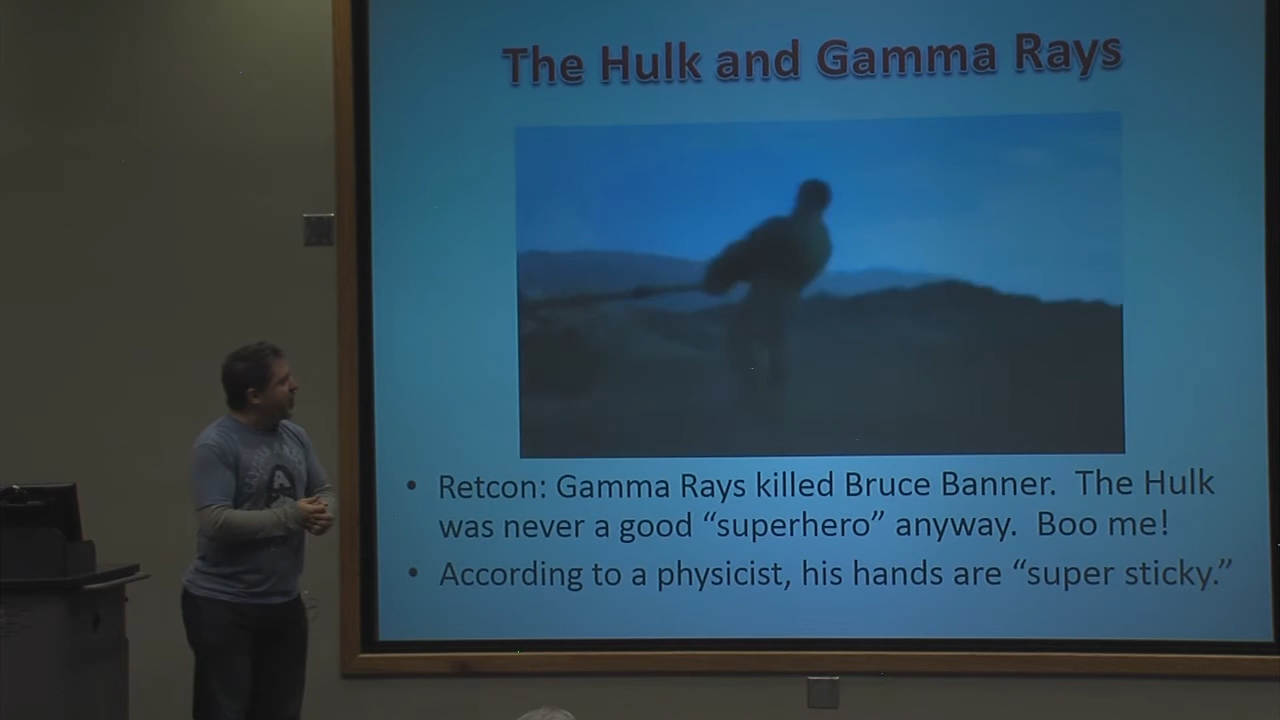 The Hulk and Gamma Rays
• Retcon: Gamma Rays killed Bruce Banner.  The Hulk
was never a good “superhero” anyway.  Boo me!
• According to a physicist, his hands are “super sticky.”